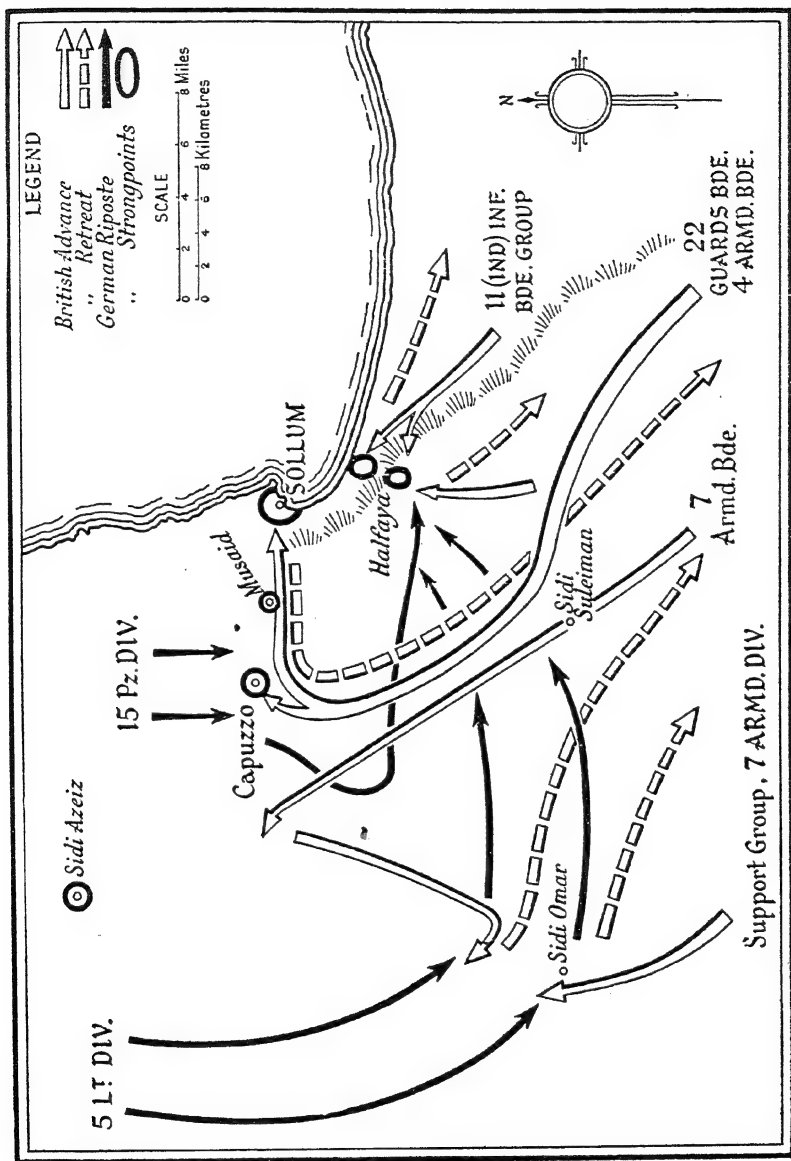 LEGEND
British Advance
" Retreat
German Riposte
" Strongpoints
SCALE
0 2 4 6 8 Miles
0 2 4 6 8 Kilometres
N
5 LT DIV.
Sidi Azeiz
15 Pz. DIV.
Capuzzo
Musaid
SOLLUM
Halfaya
11 (IND) INF.
BDE. GROUP
Sidi Omar
Sidi
Suleiman
22
GUARDS BDE.
4 ARMD. BDE.
7
Armd. Bde.
Support Group, 7 ARMD. DIV.